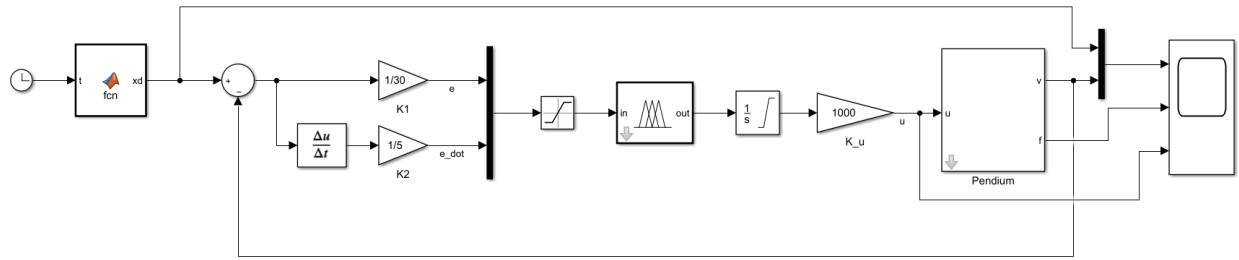 t
fcn
xd
+
−
1/30
K1
e
Δu
Δt
1/5
K2
e_dot
in
out
1
s
1000
K_u
u
u
v
f
Pendium